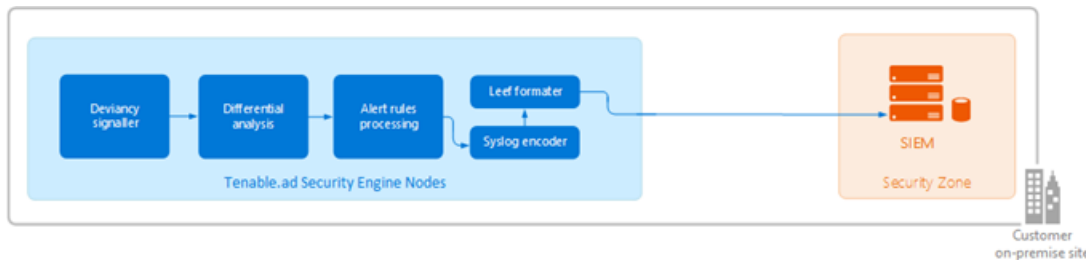 Deviancy
signaller
Differential
analysis
Alert rules
processing
Leef formater
Syslog encoder
Tenable.ad Security Engine Nodes
SIEM
Security Zone
Customer
on-premise site